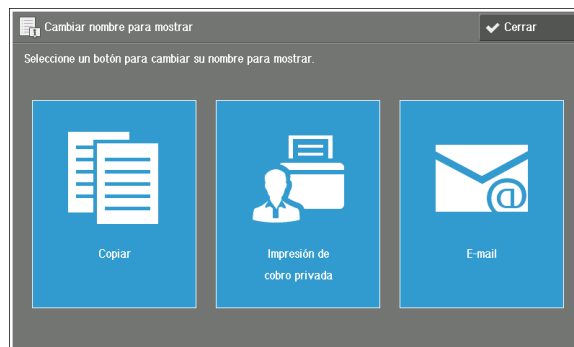 Cambiar nombre para mostrar
Cerrar
Seleccione un botón para cambiar su nombre para mostrar.
Copiar
Impresión de
cobro privada
E-mail